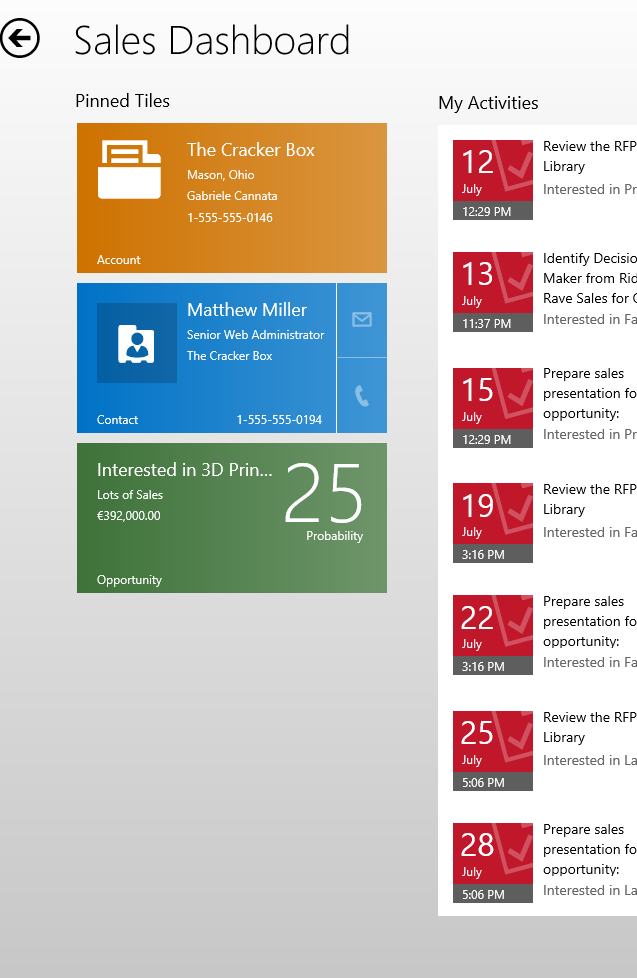 Sales Dashboard
Pinned Tiles
The Cracker Box
Mason, Ohio
Gabriele Cannata
1-555-555-0146
Account
Matthew Miller
Senior Web Administrator
The Cracker Box
Contact 1-555-555-0194
Interested in 3D Prin...
Lots of Sales
€392,000.00
25
Probability
Opportunity
My Activities
12
July
12:29 PM
Review the RFP
Library
Interested in Pr
13
July
11:37 PM
Identify Decisio
Maker from Rid
Rave Sales for
Interested in Fa
15
July
12:29 PM
Prepare sales
presentation fo
opportunity:
Interested in Pr
19
July
3:16 PM
Review the RFP
Library
Interested in Fa
22
July
3:16 PM
Prepare sales
presentation fo
opportunity:
Interested in Fa
25
July
5:06 PM
Review the RFP
Library
Interested in La
28
July
5:06 PM
Prepare sales
presentation fo
opportunity:
Interested in La